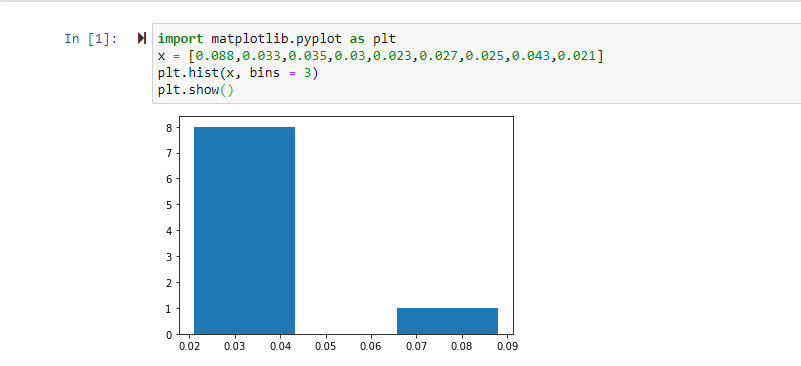 In [1]:
import matplotlib.pyplot as plt
x = [0.088,0.033,0.035,0.03,0.023,0.027,0.025,0.043,0.021]
plt.hist(x, bins = 3)
plt.show()
8
7
6
5
4
3
2
1
0
0.02 0.03 0.04 0.05 0.06 0.07 0.08 0.09